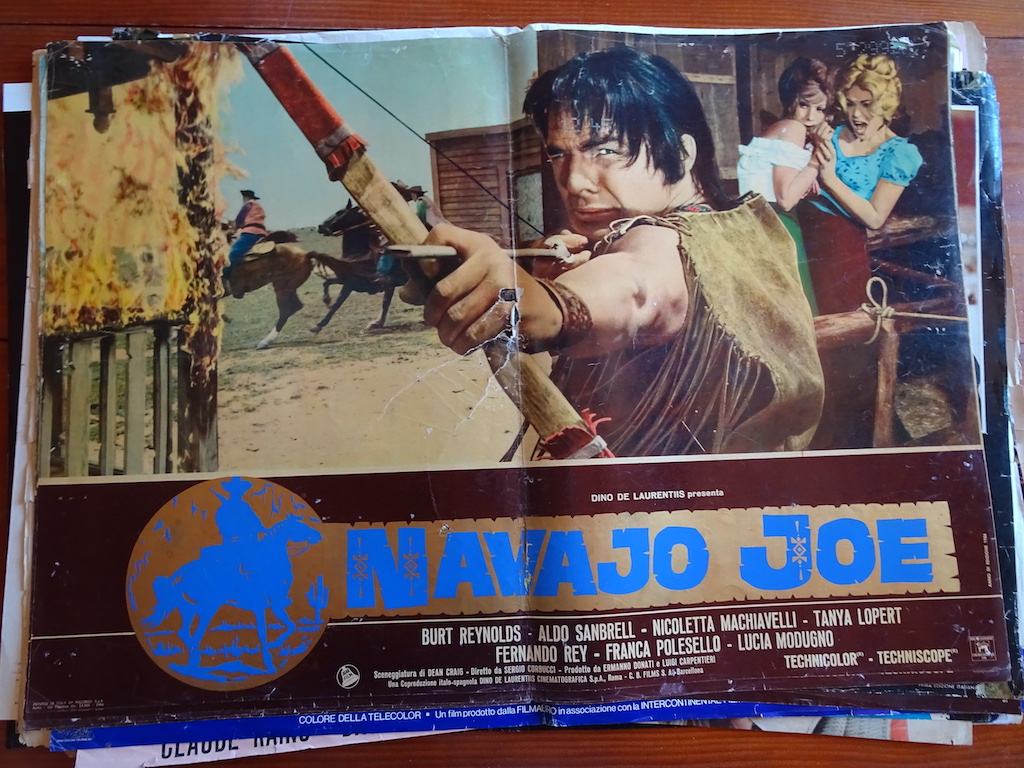 DINO DE LAURENTIIS presenta
NAVAJO JOE
BURT REYNOLDS - ALDO SANBRELL - NICOLETTA MACHIAVELLI - TANYA LOPERT
FERNANDO REY - FRANCA POLESELLO - LUCIA MODUGNO
Sceneggiatura di DEAN CRAIG - Diretto da SERGIO CORBUCCI - Prodotto da ERMANNO DONATI e LUIGI CARPENTIERI
Una Coproduzione italo-spagnola DINO DE LAURENTIIS CINEMATOGRAFICA S.p.A., Roma - C. B. FILMS S. A.-Barcellona
TECHNICOLOR(R) - TECHNISCOPE(R)
COLORE DELLA TELECOLOR • Un film prodotto dalla FILMAURO in associazione con la INTERCONTINENTAL
CLAUDE RAINS